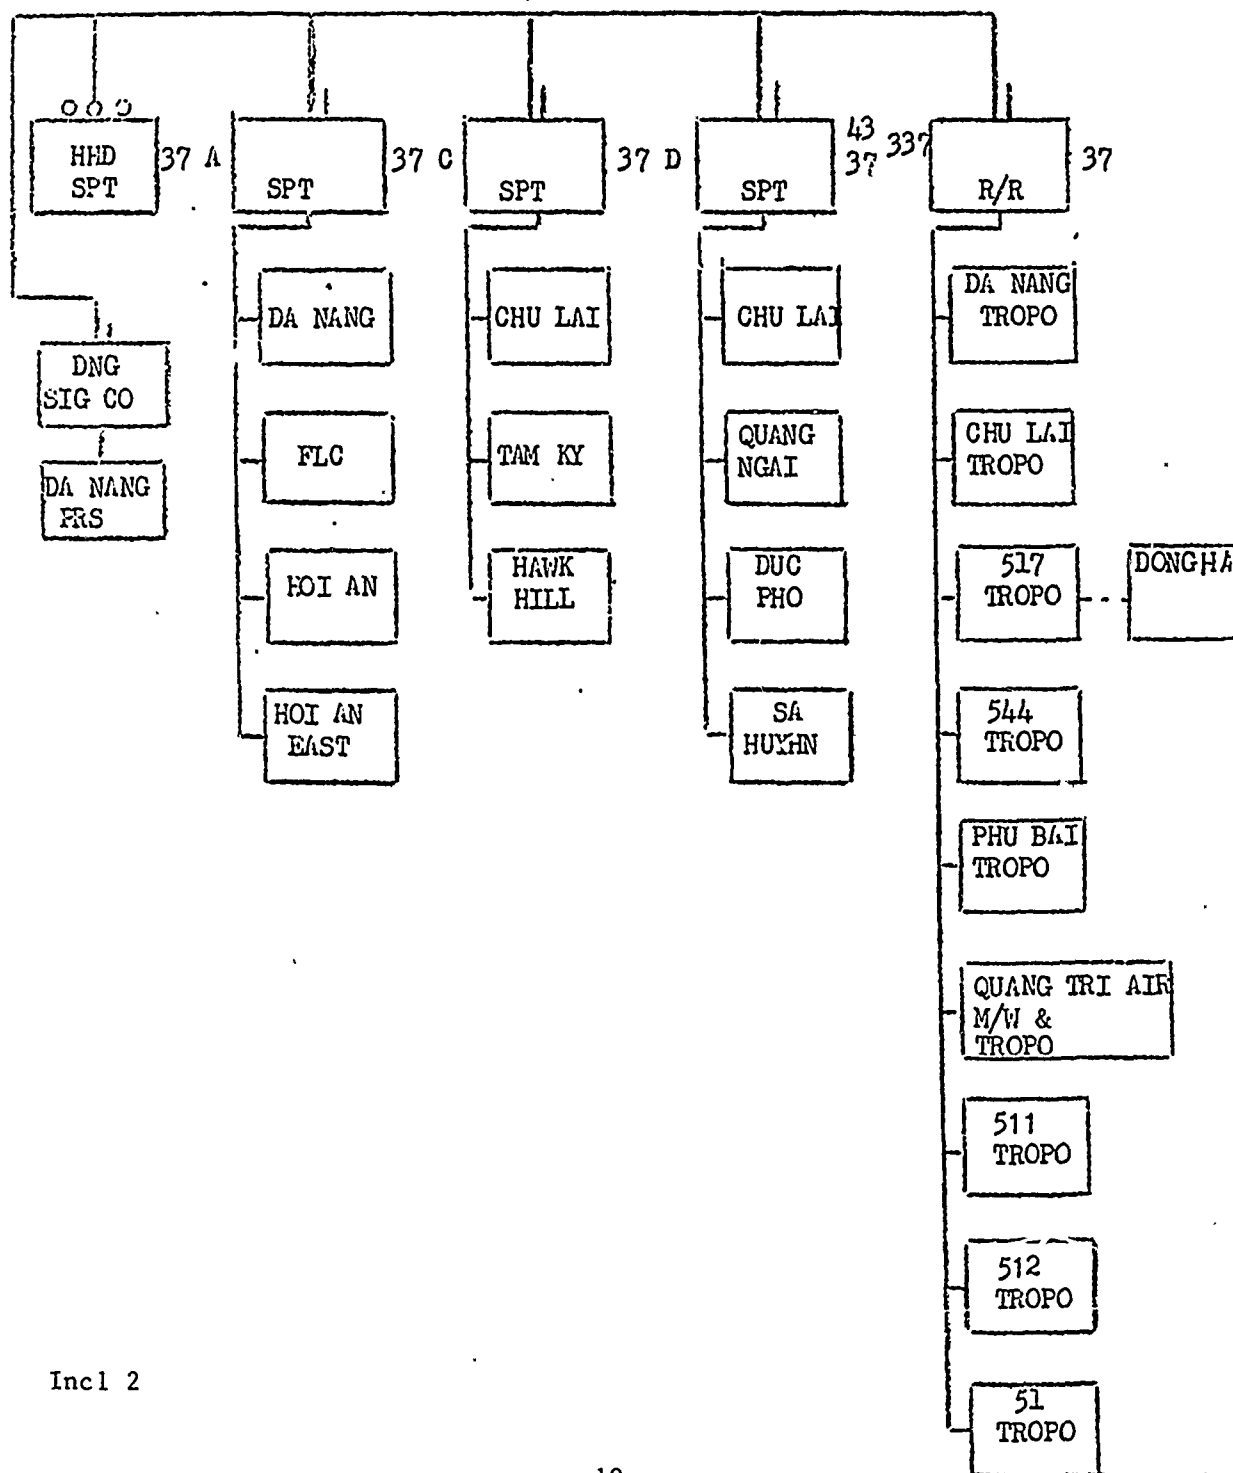 HHD
SPT
37 A
SPT
37 C
SPT
37 D
SPT
43
37
337
R/R
37
DNG
SIG CO
DA NANG
PRS
DA NANG
FLC
HOI AN
HOI AN
EAST
CHU LAI
TAM KY
HAWK
HILL
CHU LAI
QUANG
NGAI
DUC
PHO
SA
HUYHN
DA NANG
TROPO
CHU LAI
TROPO
517
TROPO
DONGHA
544
TROPO
PHU BAI
TROPO
QUANG TRI AIR
M/W &
TROPO
511
TROPO
512
TROPO
51
TROPO
Incl 2